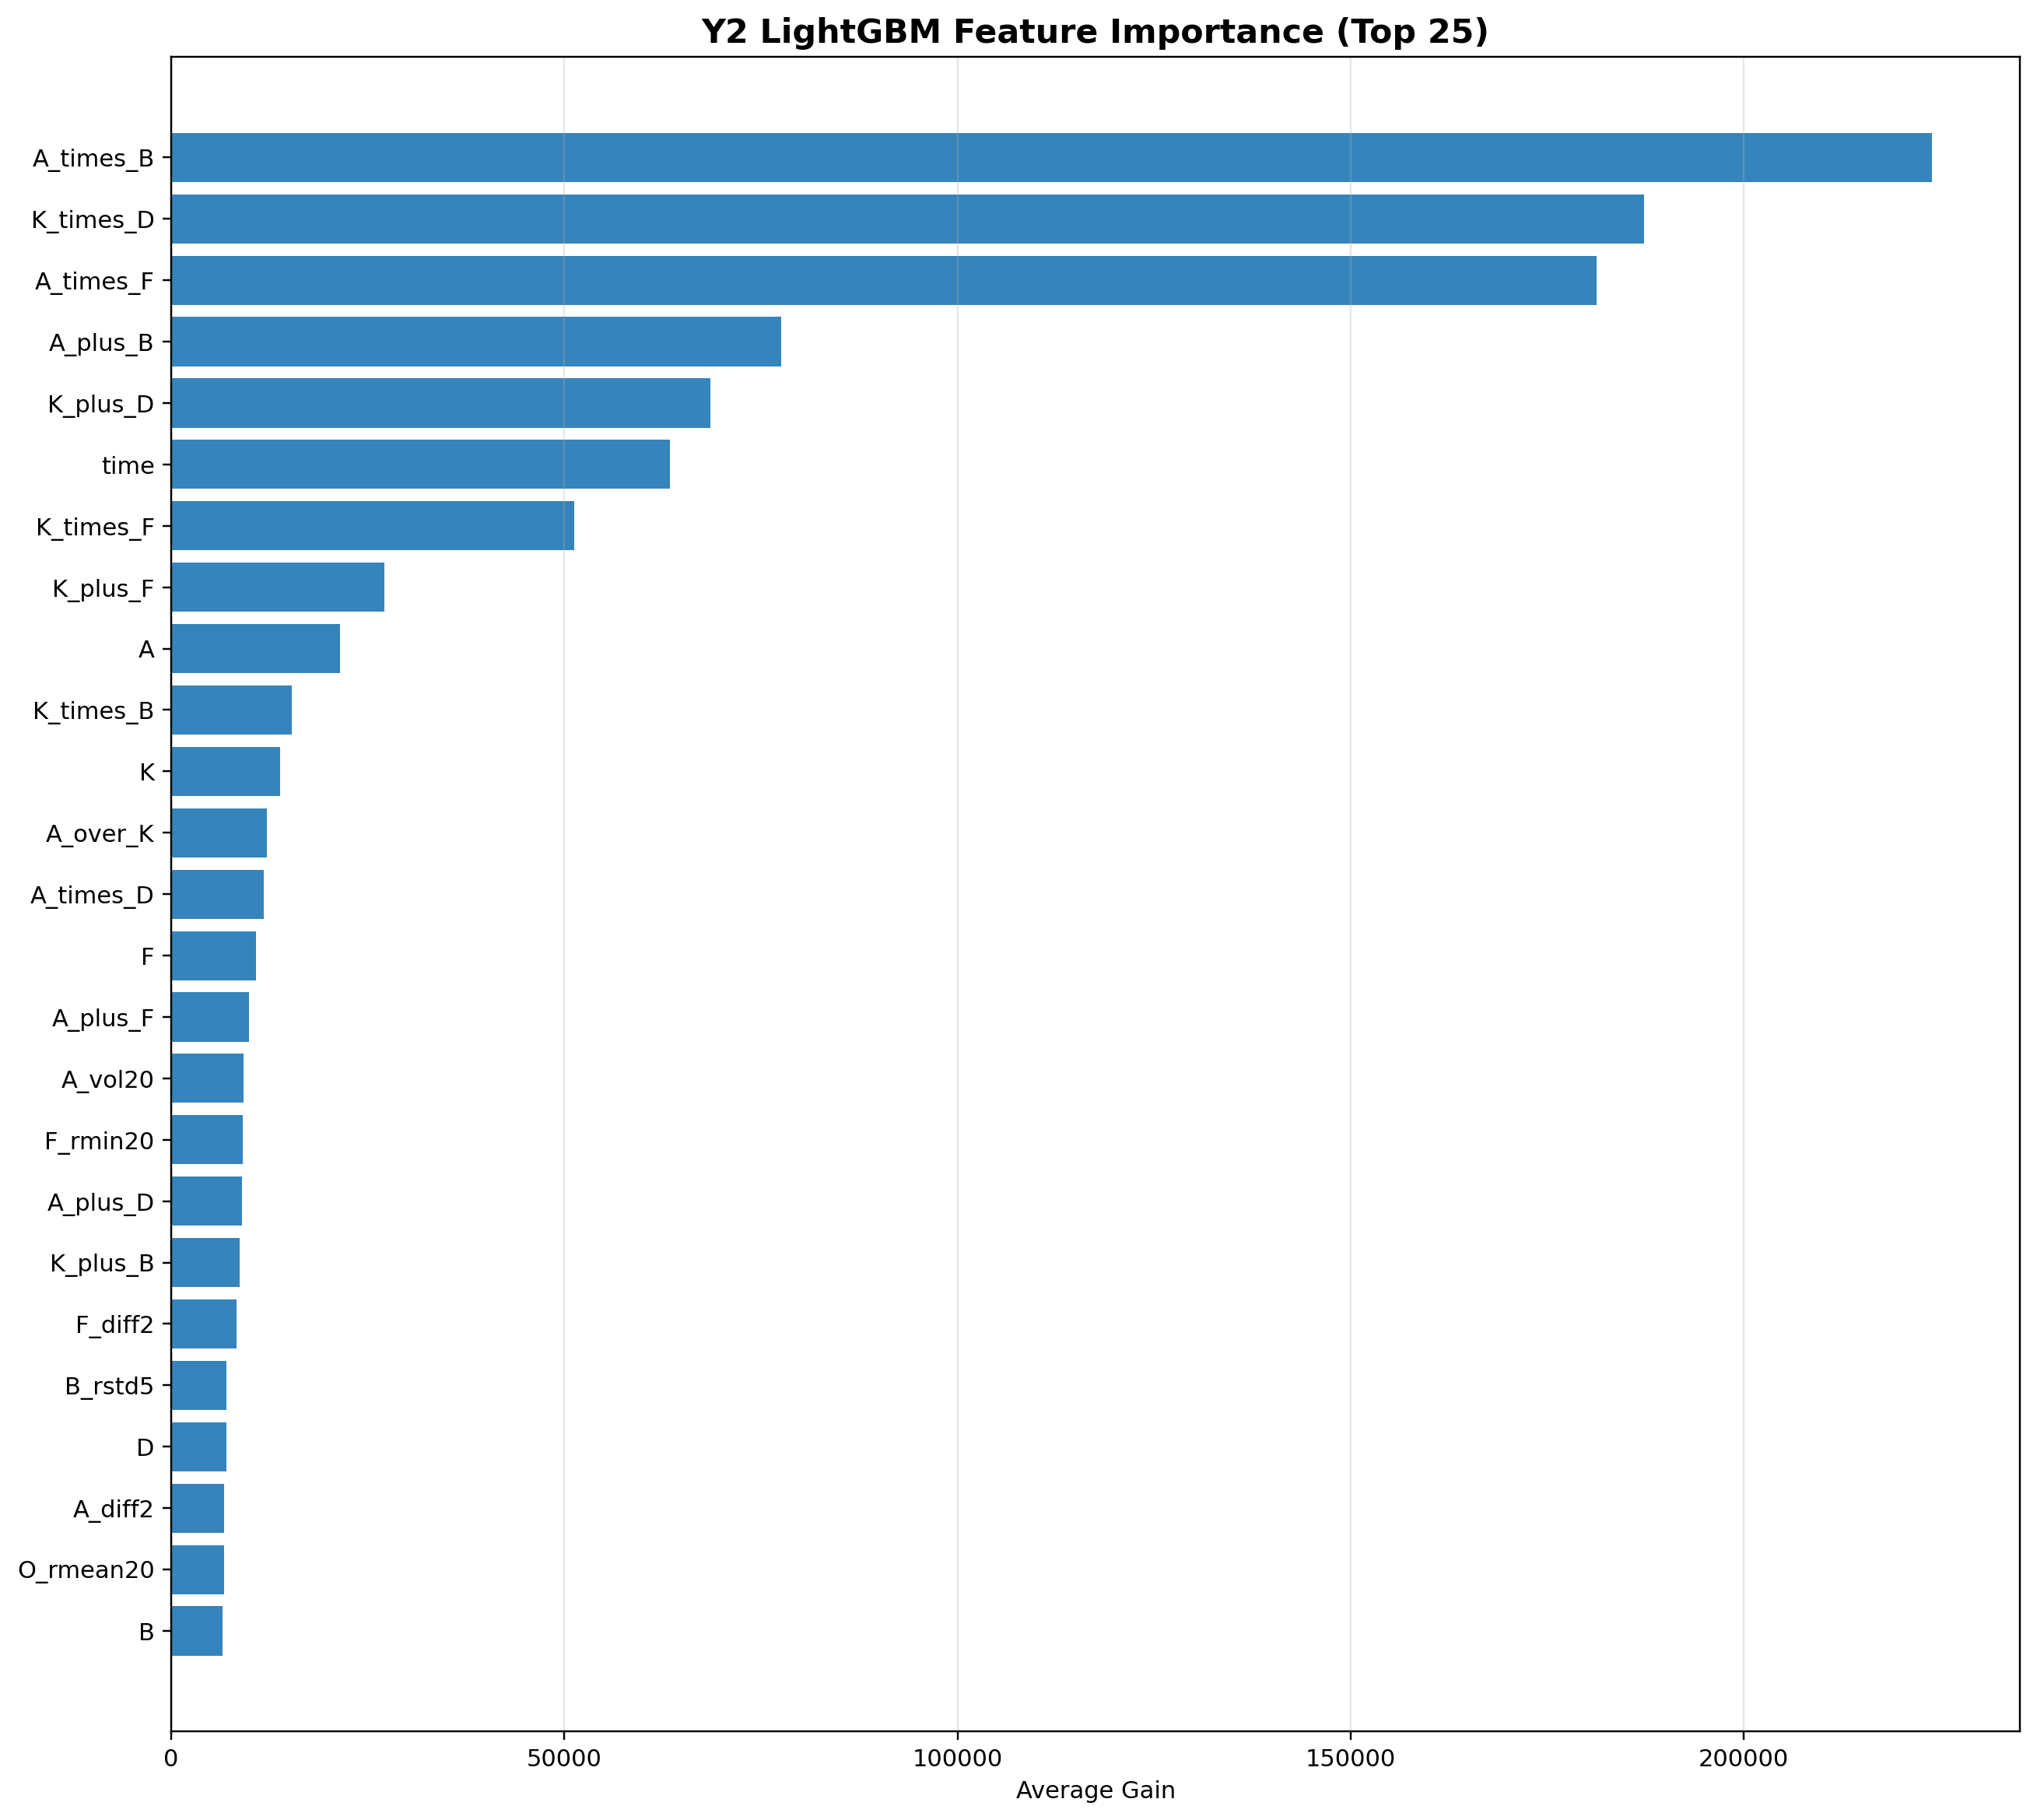 Y2 LightGBM Feature Importance (Top 25)
A_times_B
K_times_D
A_times_F
A_plus_B
K_plus_D
time
K_times_F
K_plus_F
A
K_times_B
K
A_over_K
A_times_D
F
A_plus_F
A_vol20
F_rmin20
A_plus_D
K_plus_B
F_diff2
B_rstd5
D
A_diff2
O_rmean20
B
0 50000 100000 150000 200000
Average Gain